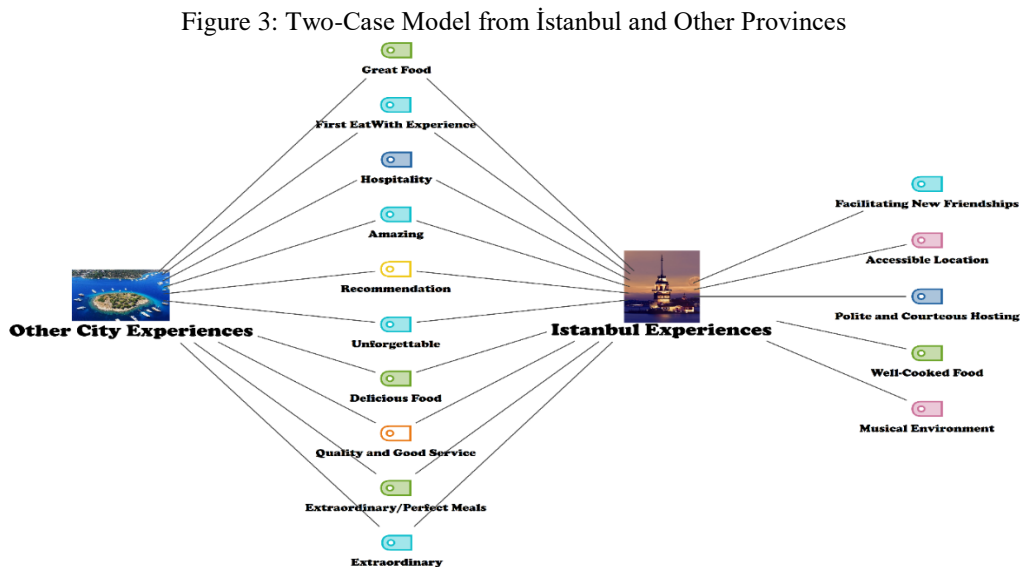 Figure 3: Two-Case Model from İstanbul and Other Provinces
Great Food
First EatWith Experience
Hospitality
Amazing
Recommendation
Unforgettable
Delicious Food
Quality and Good Service
Extraordinary/Perfect Meals
Extraordinary
Other City Experiences
Istanbul Experiences
Facilitating New Friendships
Accessible Location
Polite and Courteous Hosting
Well-Cooked Food
Musical Environment